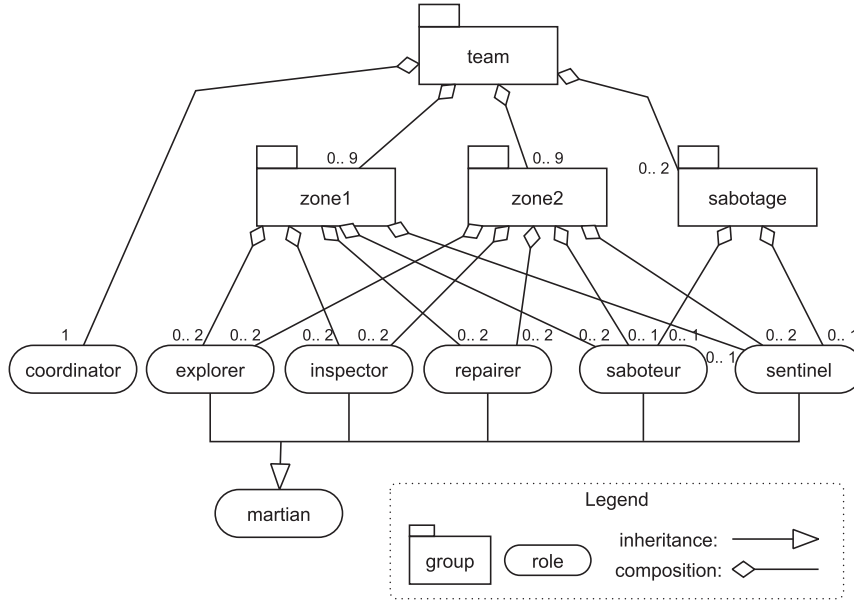 team
0.. 9
0.. 9
0.. 2
zone1
zone2
sabotage
1
0.. 2
0.. 2
0.. 2
0.. 2
0.. 2
0.. 2
0.. 2
0.. 1
0.. 1
0.. 1
0.. 2
coordinator
explorer
inspector
repairer
saboteur
sentinel
martian
Legend
group
role
inheritance:
composition: